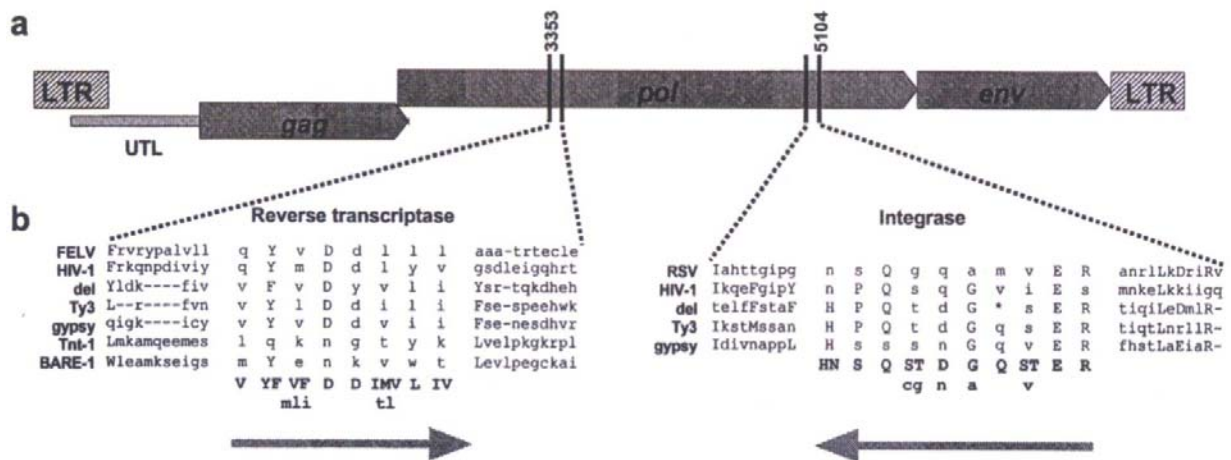 a
3353
5104
LTR
pol
env
LTR
gag
UTL
b
Reverse transcriptase
FELV Frvrypalvll q Y v D d l l l aaa-trtecle
HIV-1 Frkqnpdiviy q Y m D d l y v gsdleigqhrt
del Yldk----fiv v F v D y v l i Ysr-tqkdheh
Ty3 L--r----fvn v Y l D d i l i Fse-speehwk
gypsy qigk----icy v Y v D d v i i Fse-nesdhvr
Tnt-1 Lmkamqeemes l q k n g t y k Lvelpkgkrpl
BARE-1 Wleamkseigs m Y e n k v w t Levlpegckai
V YF VF D D IMV L IV
mli tl
Integrase
RSV Iahttgipg n s Q g q a m v E R anrlLkDriRv
HIV-1 IkqeFgipY n P Q s q G v i E s mnkeLkkiigq
del telfFstaF H P Q t d G * s E R tiqiLeDmlR-
Ty3 IkstMssan H P Q t d G q s E R tiqtLnrllR-
gypsy IdivnappL H s s s n G q v E R fhstLaEiaR-
HN S Q ST D G Q ST E R
cg n a v